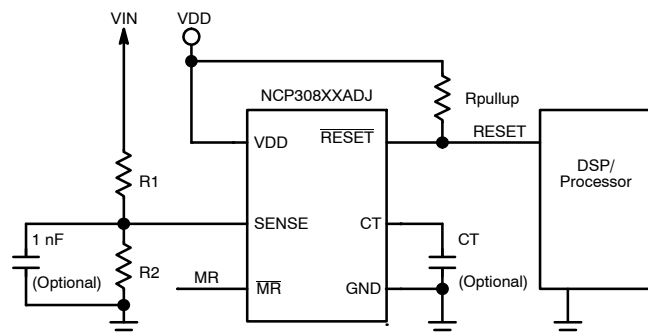 VIN
VDD
NCP308XXADJ
Rpullup
VDD
RESET
RESET
DSP/
Processor
R1
SENSE
CT
CT
1 nF
(Optional)
R2
MR
MR
GND
(Optional)